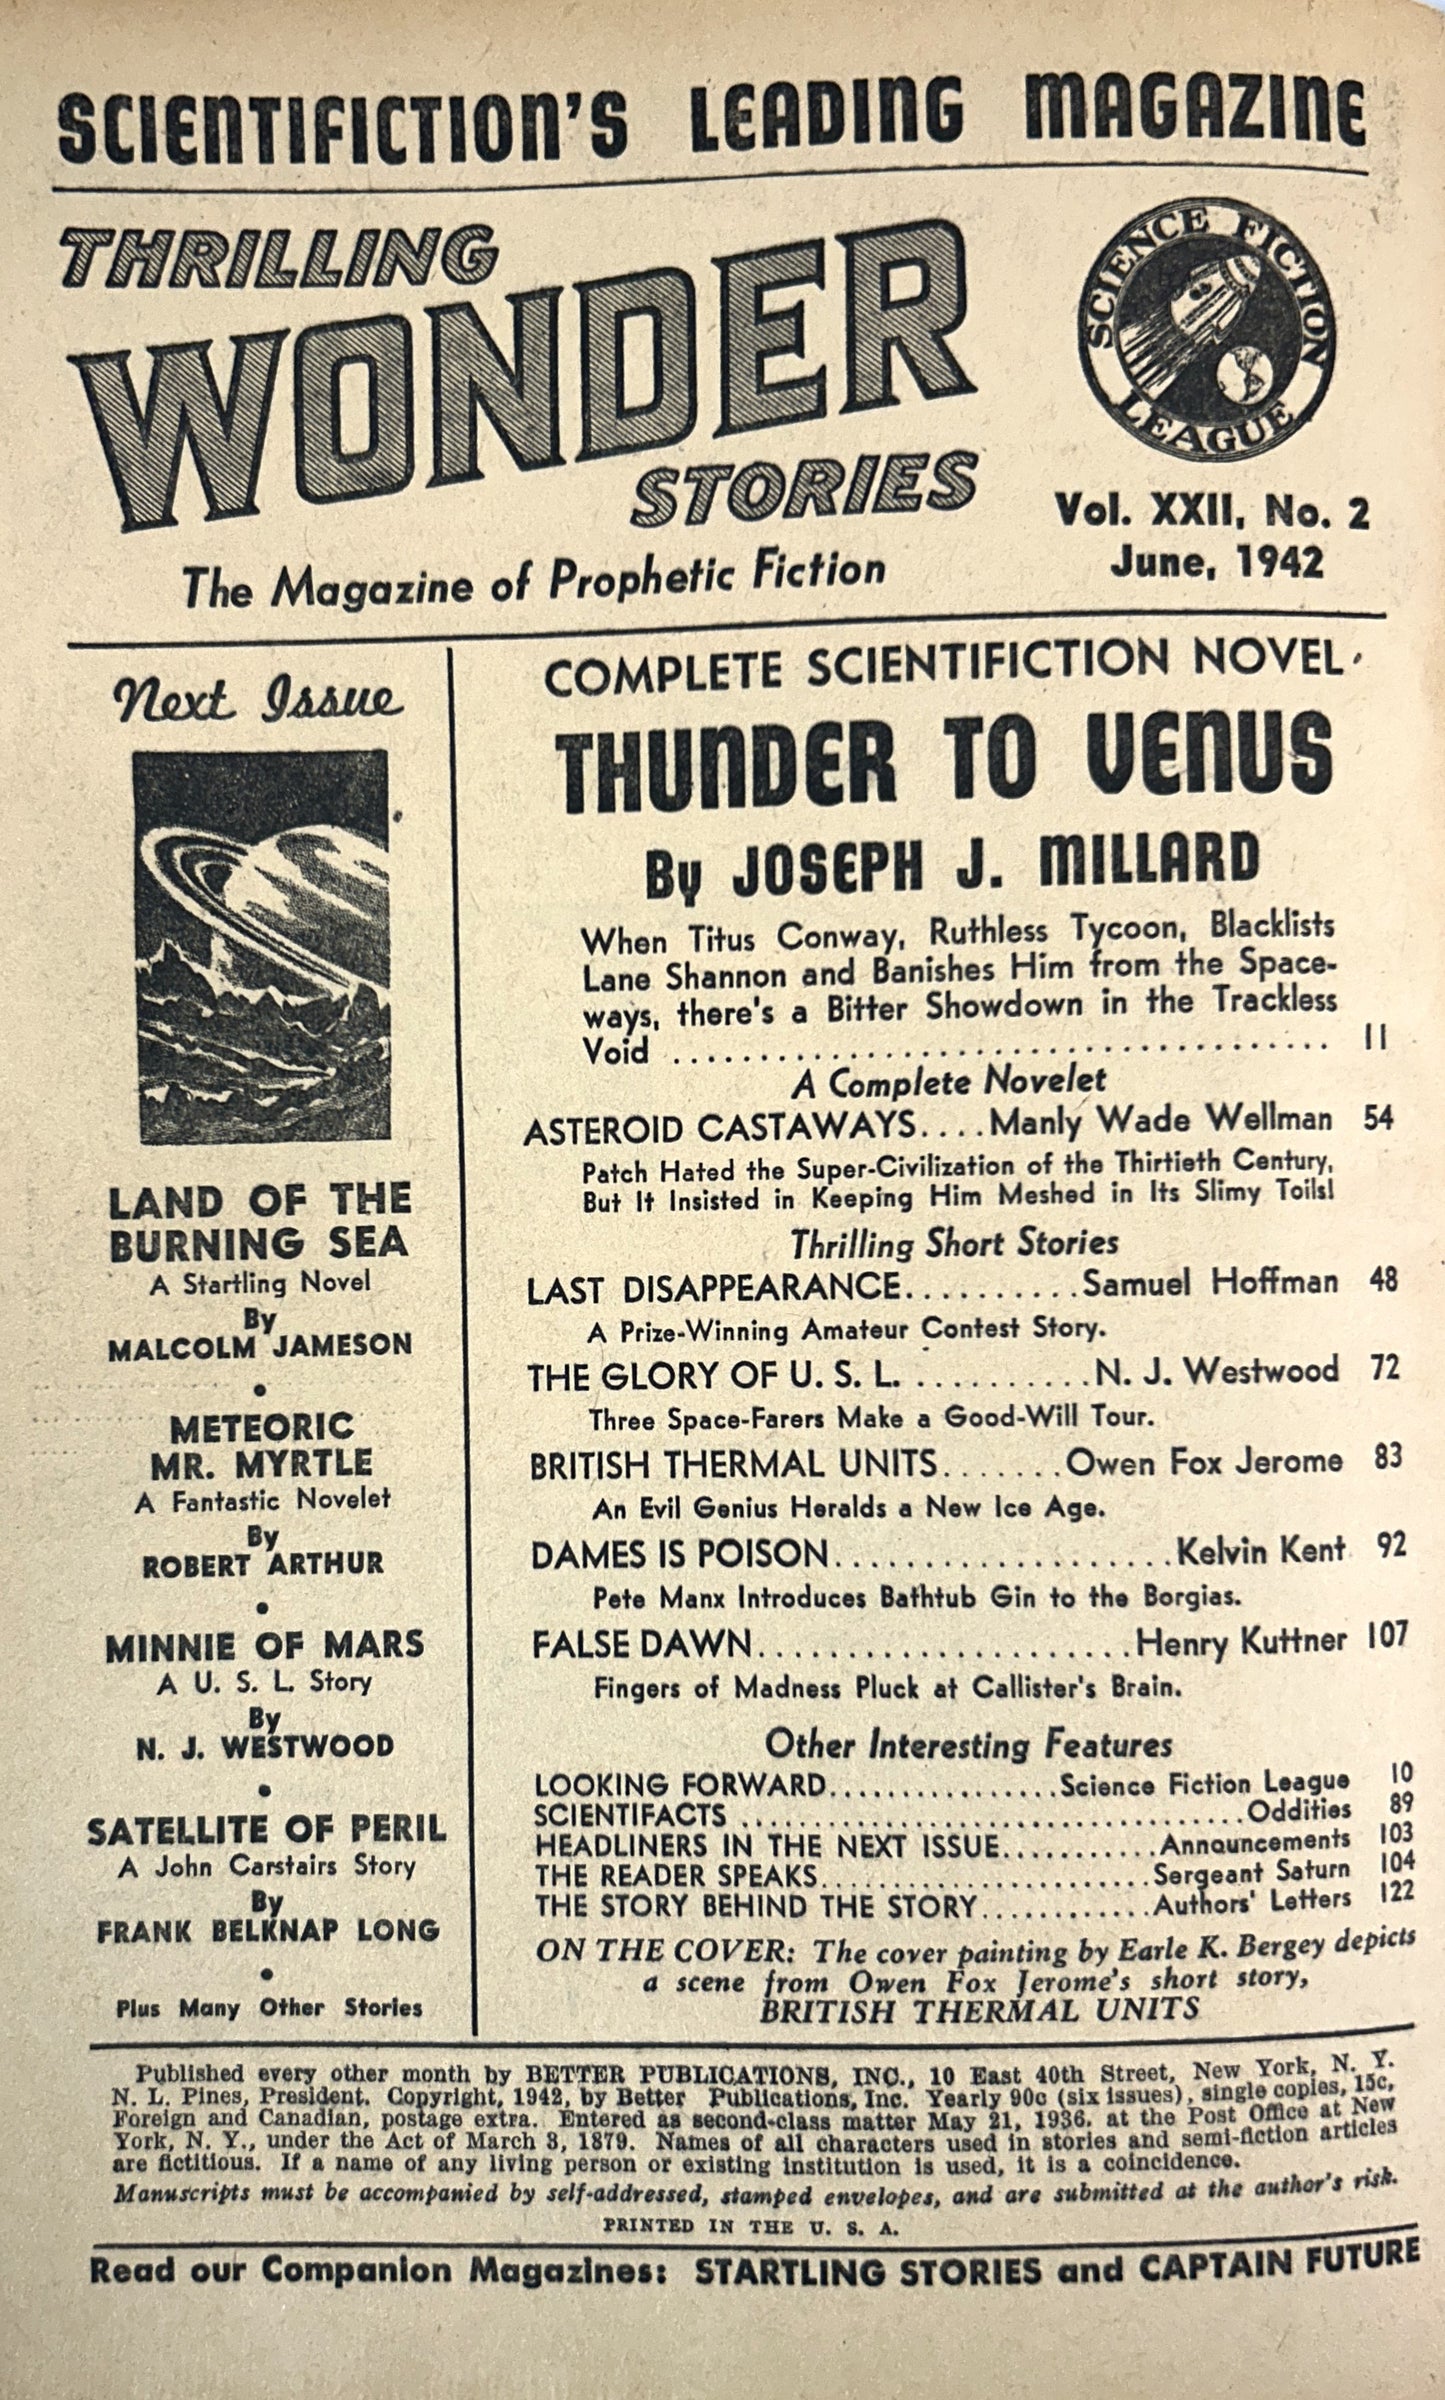 SCIENTIFICTION'S LEADING MAGAZINE
THRILLING
WONDER
STORIES
The Magazine of Prophetic Fiction
SCIENCE FICTION
LEAGUE
Vol. XXII, No. 2
June, 1942
Next Issue
LAND OF THE
BURNING SEA
A Startling Novel
By
MALCOLM JAMESON
•
METEORIC
MR. MYRTLE
A Fantastic Novelet
By
ROBERT ARTHUR
•
MINNIE OF MARS
A U. S. L. Story
By
N. J. WESTWOOD
•
SATELLITE OF PERIL
A John Carstairs Story
By
FRANK BELKNAP LONG
•
Plus Many Other Stories
COMPLETE SCIENTIFICTION NOVEL
THUNDER TO VENUS
By JOSEPH J. MILLARD
When Titus Conway, Ruthless Tycoon, Blacklists
Lane Shannon and Banishes Him from the Space-
ways, there's a Bitter Showdown in the Trackless
Void ........................................ 11
A Complete Novelet
ASTEROID CASTAWAYS....Manly Wade Wellman 54
Patch Hated the Super-Civilization of the Thirtieth Century,
But It Insisted in Keeping Him Meshed in Its Slimy Toils!
Thrilling Short Stories
LAST DISAPPEARANCE..........Samuel Hoffman 48
A Prize-Winning Amateur Contest Story.
THE GLORY OF U. S. L. ..........N. J. Westwood 72
Three Space-Farers Make a Good-Will Tour.
BRITISH THERMAL UNITS.......Owen Fox Jerome 83
An Evil Genius Heralds a New Ice Age.
DAMES IS POISON...................Kelvin Kent 92
Pete Manx Introduces Bathtub Gin to the Borgias.
FALSE DAWN.....................Henry Kuttner 107
Fingers of Madness Pluck at Callister's Brain.
Other Interesting Features
LOOKING FORWARD................Science Fiction League 10
SCIENTIFACTS ...................................Oddities 89
HEADLINERS IN THE NEXT ISSUE...........Announcements 103
THE READER SPEAKS.......................Sergeant Saturn 104
THE STORY BEHIND THE STORY............Authors' Letters 122
ON THE COVER: The cover painting by Earle K. Bergey depicts
a scene from Owen Fox Jerome's short story,
BRITISH THERMAL UNITS
Published every other month by BETTER PUBLICATIONS, INC., 10 East 40th Street, New York, N. Y.
N. L. Pines, President. Copyright, 1942, by Better Publications, Inc. Yearly 90c (six issues), single copies, 15c,
Foreign and Canadian, postage extra. Entered as second-class matter May 21, 1936, at the Post Office at New
York, N. Y., under the Act of March 3, 1879. Names of all characters used in stories and semi-fiction articles
are fictitious. If a name of any living person or existing institution is used, it is a coincidence.
Manuscripts must be accompanied by self-addressed, stamped envelopes, and are submitted at the author's risk.
PRINTED IN THE U. S. A.
Read our Companion Magazines: STARTLING STORIES and CAPTAIN FUTURE